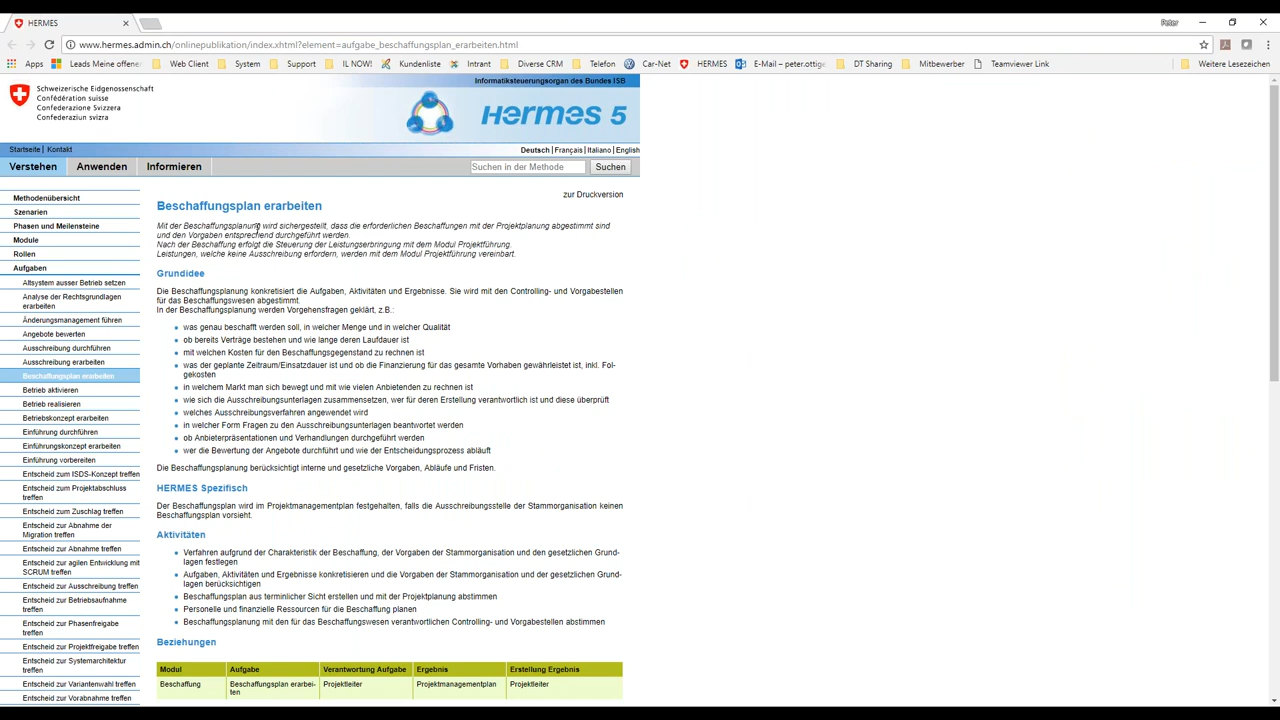 HERMES
Peter
www.hermes.admin.ch/onlinepublikation/index.xhtml?element=aufgabe_beschaffungsplan_erarbeiten.html
Apps Leads Meine offener Web Client System Support IL NOW! Kundenliste Intrant Diverse CRM Telefon Car-Net HERMES E-Mail – peter.ottige DT Sharing Mitbewerber Teamviewer Link Weitere Lesezeichen
Informatiksteuerungsorgan des Bundes ISB
Schweizerische Eidgenossenschaft
Confédération suisse
Confederazione Svizzera
Confederaziun svizra
HERMES 5
Startseite | Kontakt
Deutsch | Français | Italiano | English
Verstehen Anwenden Informieren
Suchen in der Methode Suchen
Methodenübersicht
Szenarien
Phasen und Meilensteine
Module
Rollen
Aufgaben
Altsystem ausser Betrieb setzen
Analyse der Rechtsgrundlagen
erarbeiten
Änderungsmanagement führen
Angebote bewerten
Ausschreibung durchführen
Ausschreibung erarbeiten
Beschaffungsplan erarbeiten
Betrieb aktivieren
Betrieb realisieren
Betriebskonzept erarbeiten
Einführung durchführen
Einführungskonzept erarbeiten
Einführung vorbereiten
Entscheid zum ISDS-Konzept treffen
Entscheid zum Projektabschluss
treffen
Entscheid zum Zuschlag treffen
Entscheid zur Abnahme der
Migration treffen
Entscheid zur Abnahme treffen
Entscheid zur agilen Entwicklung mit
SCRUM treffen
Entscheid zur Ausschreibung treffen
Entscheid zur Betriebsaufnahme
treffen
Entscheid zur Phasenfreigabe
treffen
Entscheid zur Projektfreigabe treffen
Entscheid zur Systemarchitektur
treffen
Entscheid zur Variantenwahl treffen
Entscheid zur Vorabnahme treffen
zur Druckversion
Beschaffungsplan erarbeiten
Mit der Beschaffungsplanung wird sichergestellt, dass die erforderlichen Beschaffungen mit der Projektplanung abgestimmt sind
und den Vorgaben entsprechend durchgeführt werden.
Nach der Beschaffung erfolgt die Steuerung der Leistungserbringung mit dem Modul Projektführung.
Leistungen, welche keine Ausschreibung erfordern, werden mit dem Modul Projektführung vereinbart.
Grundidee
Die Beschaffungsplanung konkretisiert die Aufgaben, Aktivitäten und Ergebnisse. Sie wird mit den Controlling- und Vorgabestellen
für das Beschaffungswesen abgestimmt.
In der Beschaffungsplanung werden Vorgehensfragen geklärt, z.B.:
was genau beschafft werden soll, in welcher Menge und in welcher Qualität
ob bereits Verträge bestehen und wie lange deren Laufdauer ist
mit welchen Kosten für den Beschaffungsgegenstand zu rechnen ist
was der geplante Zeitraum/Einsatzdauer ist und ob die Finanzierung für das gesamte Vorhaben gewährleistet ist, inkl. Fol-
gekosten
in welchem Markt man sich bewegt und mit wie vielen Anbietenden zu rechnen ist
wie sich die Ausschreibungsunterlagen zusammensetzen, wer für deren Erstellung verantwortlich ist und diese überprüft
welches Ausschreibungsverfahren angewendet wird
in welcher Form Fragen zu den Ausschreibungsunterlagen beantwortet werden
ob Anbieterpräsentationen und Verhandlungen durchgeführt werden
wer die Bewertung der Angebote durchführt und wie der Entscheidungsprozess abläuft
Die Beschaffungsplanung berücksichtigt interne und gesetzliche Vorgaben, Abläufe und Fristen.
HERMES Spezifisch
Der Beschaffungsplan wird im Projektmanagementplan festgehalten, falls die Ausschreibungsstelle der Stammorganisation keinen
Beschaffungsplan vorsieht.
Aktivitäten
Verfahren aufgrund der Charakteristik der Beschaffung, der Vorgaben der Stammorganisation und den gesetzlichen Grund-
lagen festlegen
Aufgaben, Aktivitäten und Ergebnisse konkretisieren und die Vorgaben der Stammorganisation und der gesetzlichen Grund-
lagen berücksichtigen
Beschaffungsplan aus terminlicher Sicht erstellen und mit der Projektplanung abstimmen
Personelle und finanzielle Ressourcen für die Beschaffung planen
Beschaffungsplanung mit den für das Beschaffungswesen verantwortlichen Controlling- und Vorgabestellen abstimmen
Beziehungen
Modul Aufgabe Verantwortung Aufgabe Ergebnis Erstellung Ergebnis
Beschaffung Beschaffungsplan erarbei- Projektleiter Projektmanagementplan Projektleiter
ten